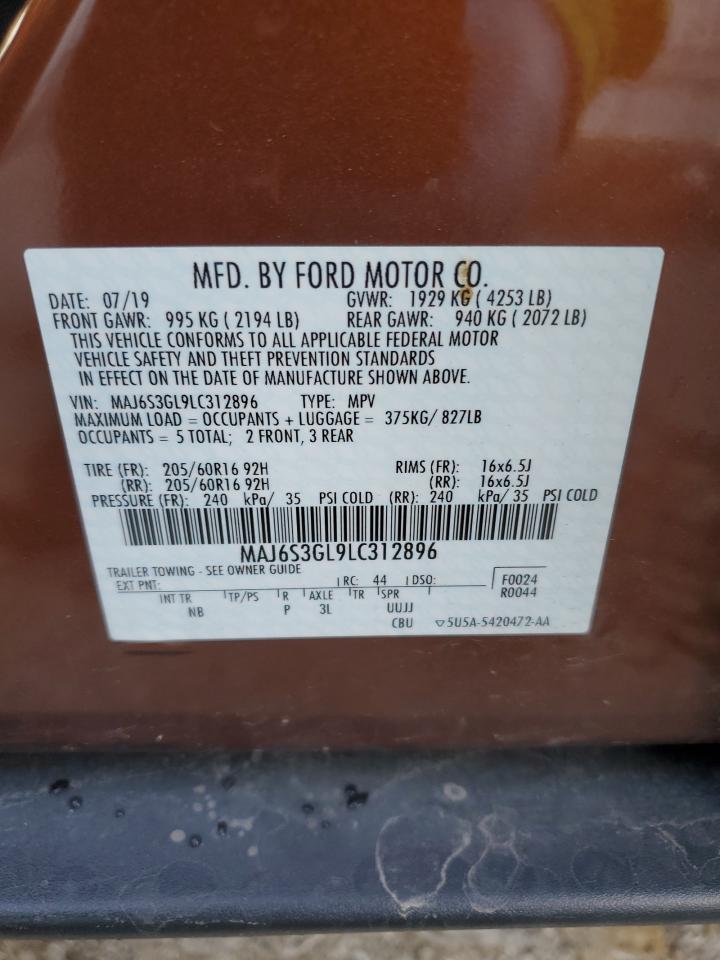 MFD. BY FORD MOTOR CO.
DATE: 07/19 GVWR: 1929 KG ( 4253 LB)
FRONT GAWR: 995 KG ( 2194 LB) REAR GAWR: 940 KG ( 2072 LB)
THIS VEHICLE CONFORMS TO ALL APPLICABLE FEDERAL MOTOR
VEHICLE SAFETY AND THEFT PREVENTION STANDARDS
IN EFFECT ON THE DATE OF MANUFACTURE SHOWN ABOVE.
VIN: MAJ6S3GL9LC312896 TYPE: MPV
MAXIMUM LOAD = OCCUPANTS + LUGGAGE = 375KG/ 827LB
OCCUPANTS = 5 TOTAL; 2 FRONT, 3 REAR
TIRE (FR): 205/60R16 92H RIMS (FR): 16x6.5J
(RR): 205/60R16 92H (RR): 16x6.5J
PRESSURE (FR): 240 kPa/ 35 PSI COLD (RR): 240 kPa/ 35 PSI COLD
MAJ6S3GL9LC312896
TRAILER TOWING - SEE OWNER GUIDE
EXT PNT: RC: 44 DSO: F0024
R0044
INT TR TP/PS R AXLE TR SPR
NB P 3L UUJJ
CBU ▽5U5A-5420472-AA